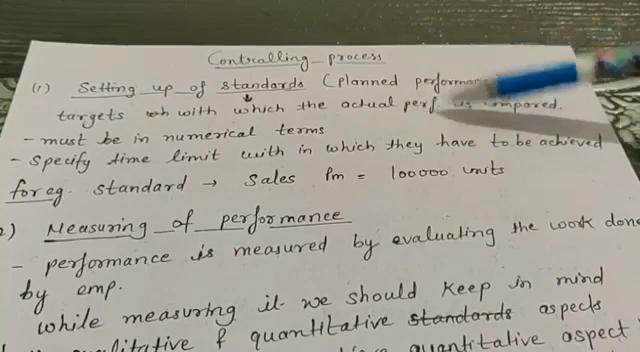 Controlling process
(1) Setting up of standards (planned
targets with which the actual perf
- must be in numerical terms
- Specify time limit with in which they have to be achieved
for eg. standard → Sales Pm = 100000 units
2) Measuring of performance
- performance is measured by evaluating the work done
by emp.
while measuring it we should keep in mind
qualitative & quantitative standards aspects
quantitative aspect